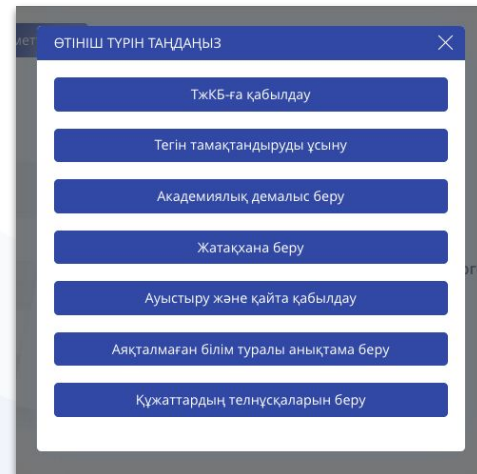 ӨТІНІШ ТҮРІН ТАҢДАҢЫЗ
ТжКБ-ға қабылдау
Тегін тамақтандыруды ұсыну
Академиялық демалыс беру
Жатақхана беру
Ауыстыру және қайта қабылдау
Аяқталмаған білім туралы анықтама беру
Құжаттардың телнұсқаларын беру